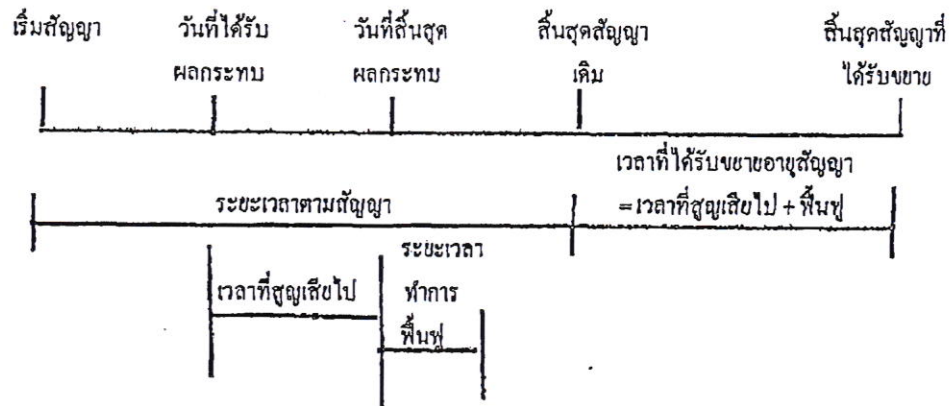 เริ่มสัญญา วันที่ได้รับ วันที่สิ้นสุด สิ้นสุดสัญญา สิ้นสุดสัญญาที่
ผลกระทบ ผลกระทบ เดิม ได้รับขยาย
เวลาที่ได้รับขยายอายุสัญญา
ระยะเวลาตามสัญญา =เวลาที่สูญเสียไป + ฟื้นฟู
ระยะเวลา
เวลาที่สูญเสียไป ทำการ
ฟื้นฟู